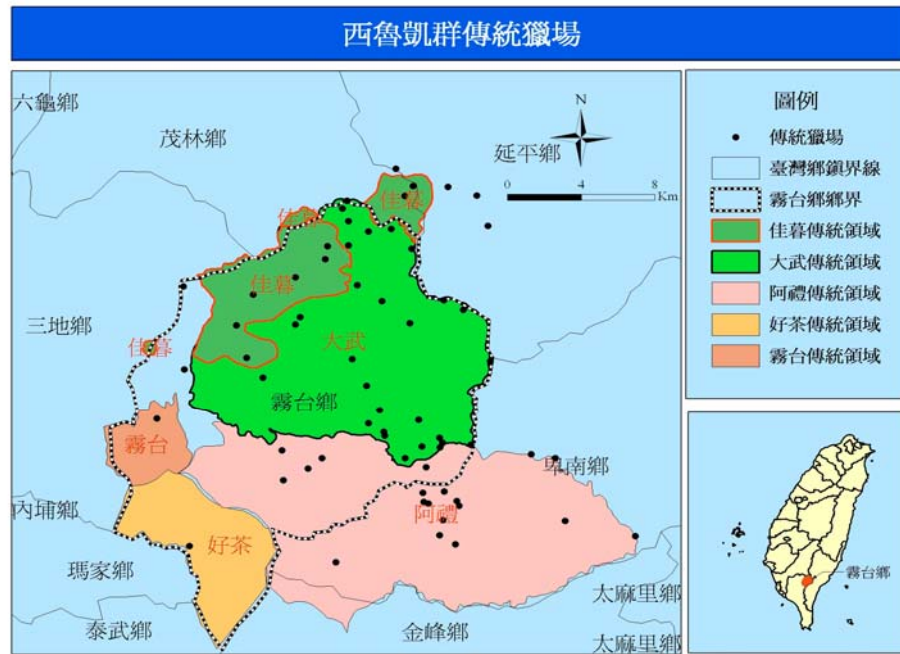 西魯凱群傳統獵場
六龜鄉
茂林鄉
延平鄉
N
0 4 8
Km
佳暮
佳暮
佳暮
三地鄉
佳暮
大武
霧台鄉
霧台
卑南鄉
內埔鄉
阿禮
好茶
瑪家鄉
太麻里鄉
泰武鄉
金峰鄉
太麻里鄉
圖例
傳統獵場
臺灣鄉鎮界線
霧台鄉鄉界
佳暮傳統領域
大武傳統領域
阿禮傳統領域
好茶傳統領域
霧台傳統領域
霧台鄉